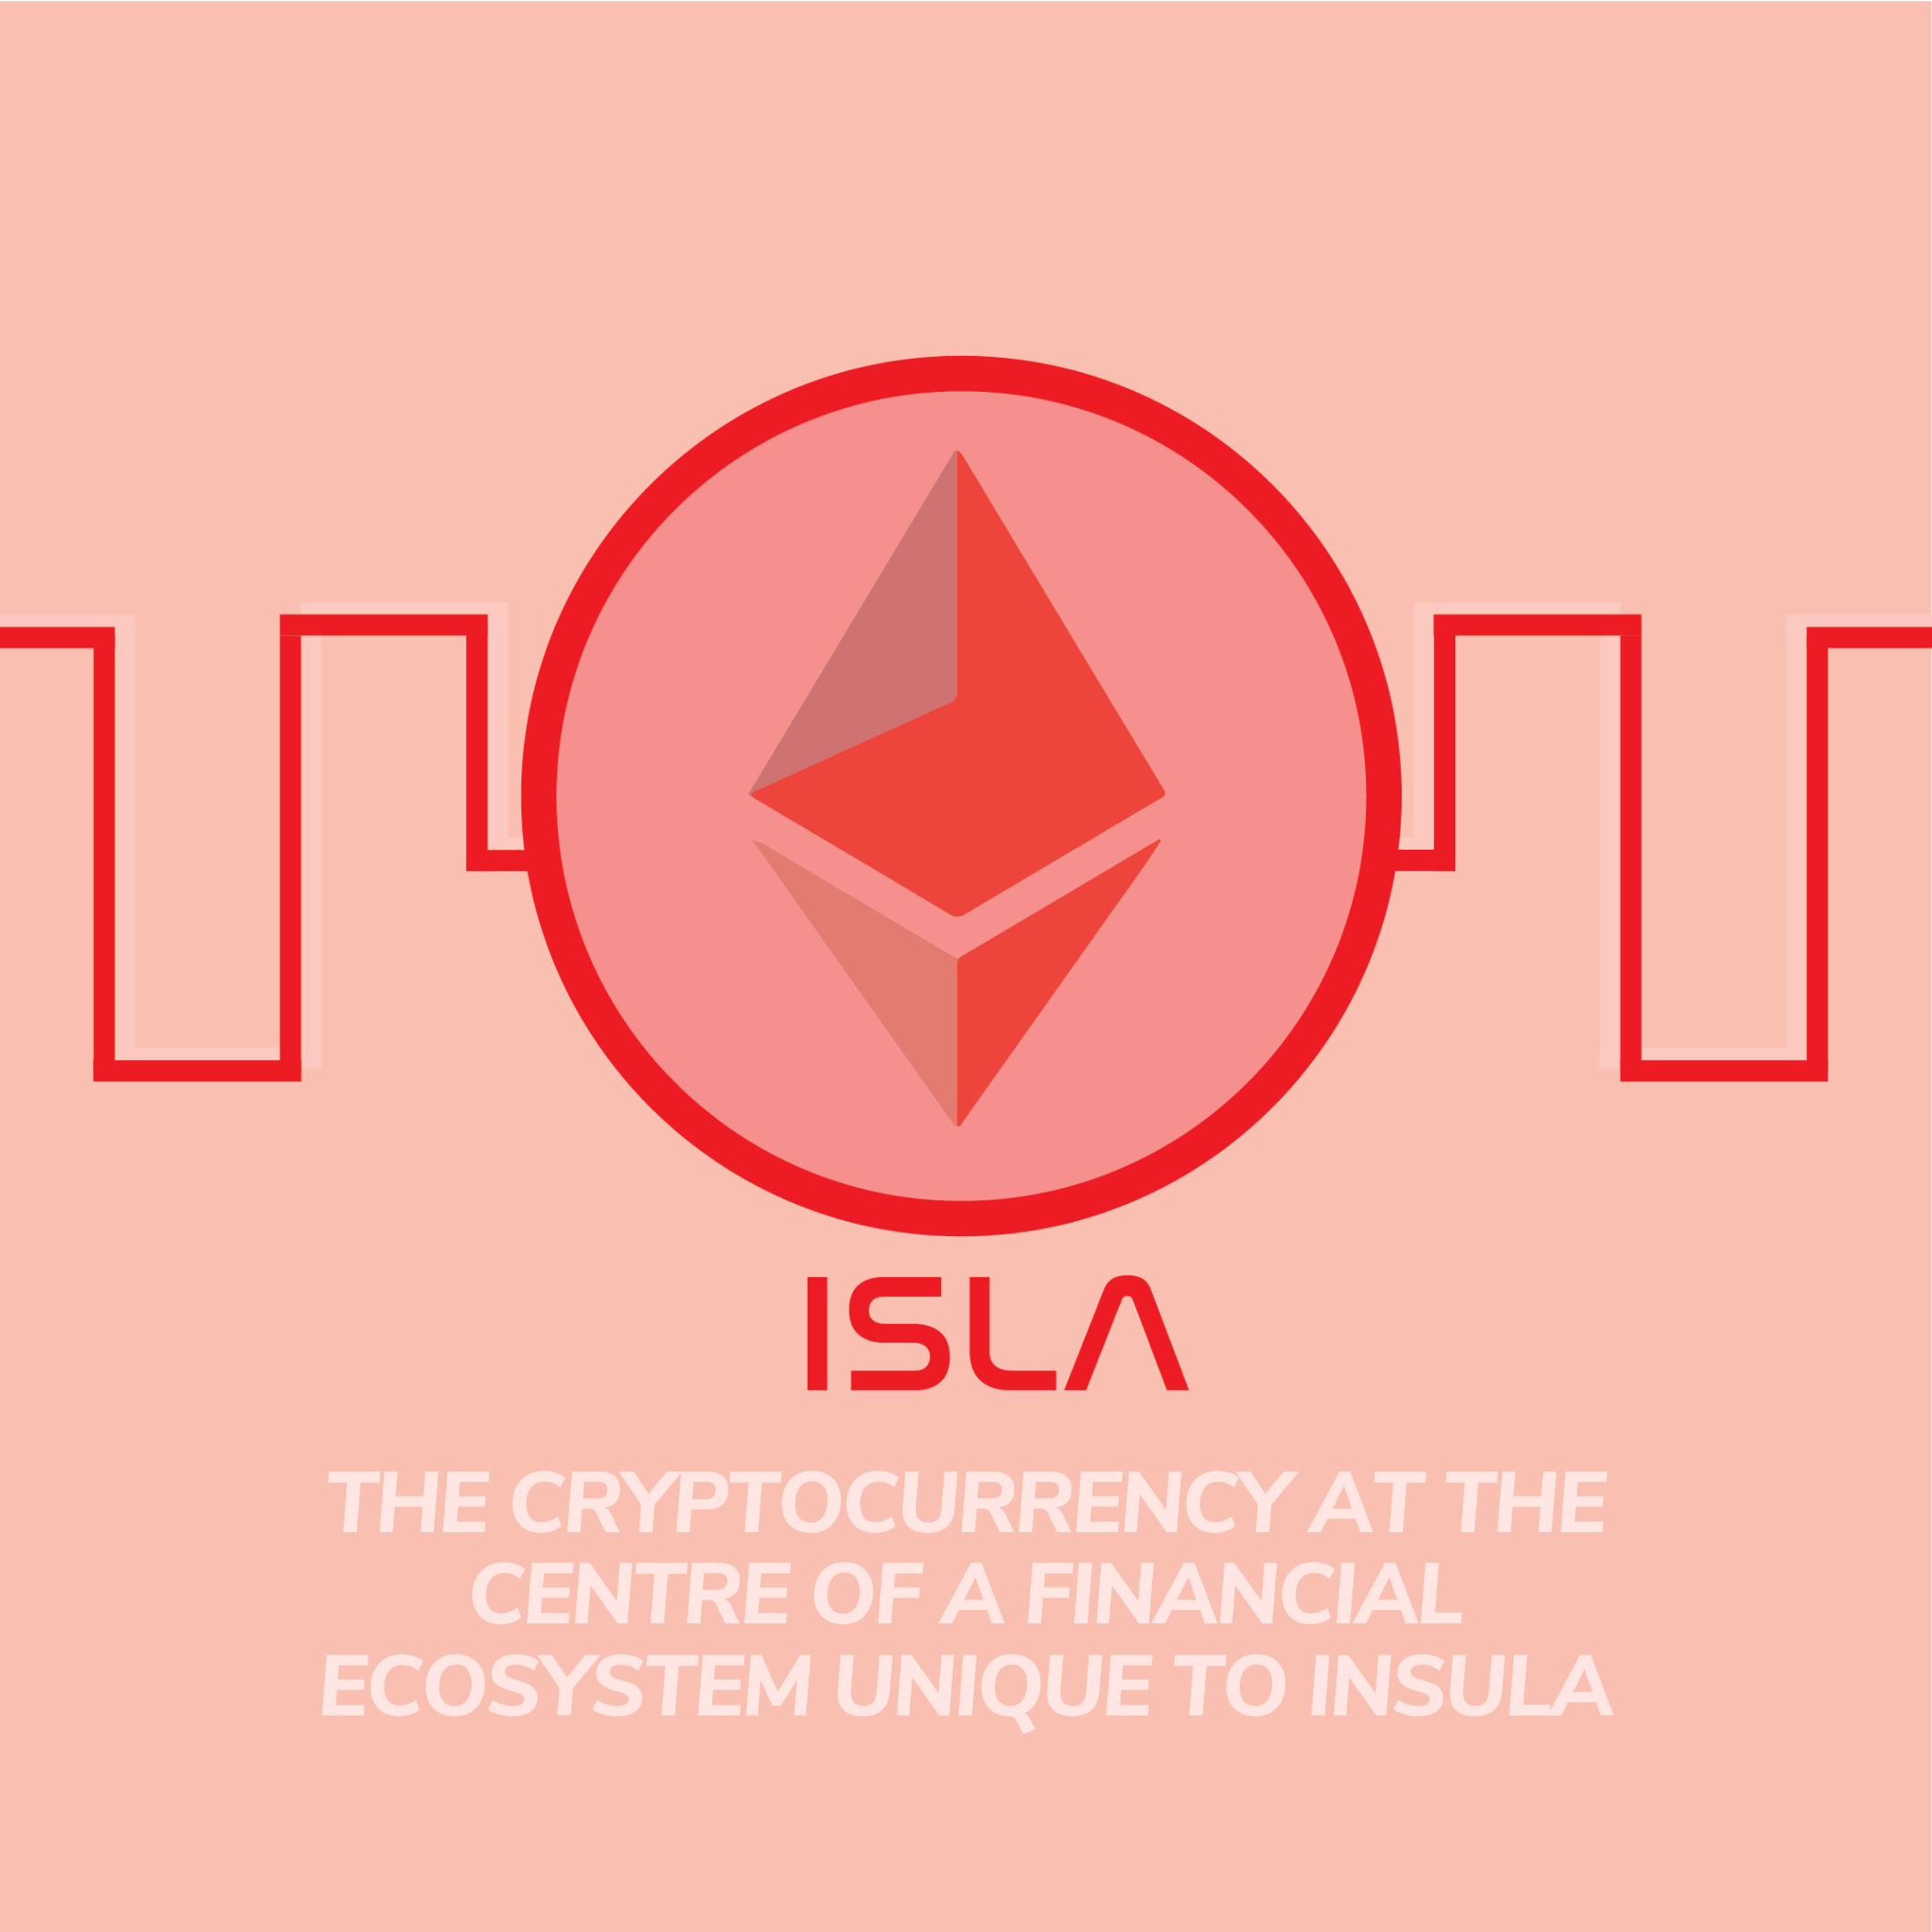 ISLA
THE CRYPTOCURRENCY AT THE
CENTRE OF A FINANCIAL
ECOSYSTEM UNIQUE TO INSULA